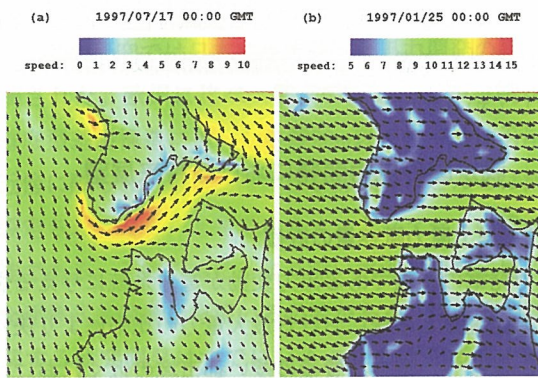 (a) 1997/07/17 00:00 GMT
speed: 0 1 2 3 4 5 6 7 8 9 10
(b) 1997/01/25 00:00 GMT
speed: 5 6 7 8 9 10 11 12 13 14 15